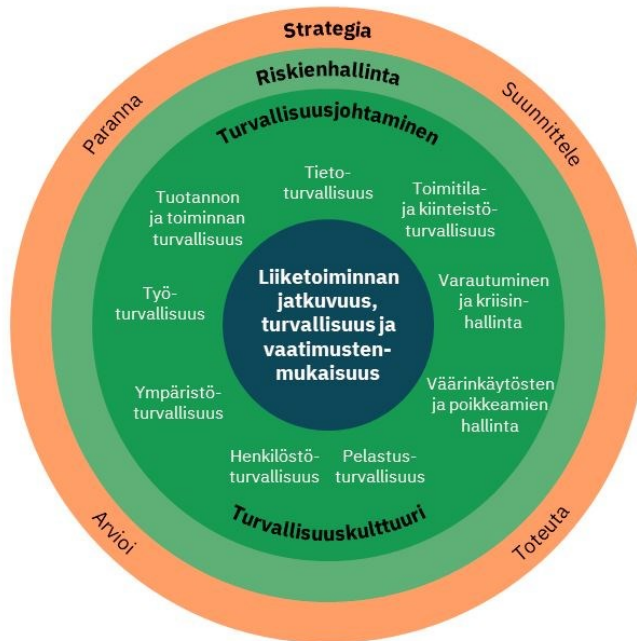 Strategia
Riskienhallinta
Turvallisuusjohtaminen
Paranna
Suunnittele
Tieto-
turvallisuus
Toimitila-
ja kiinteistö-
turvallisuus
Tuotannon
ja toiminnan
turvallisuus
Varautuminen
ja kriisin-
hallinta
Työ-
turvallisuus
Liiketoiminnan
jatkuvuus,
turvallisuus ja
vaatimusten-
mukaisuus
Väärinkäytösten
ja poikkeamien
hallinta
Ympäristö-
turvallisuus
Henkilöstö-
turvallisuus
Pelastus-
turvallisuus
Turvallisuuskulttuuri
Arvioi
Toteuta